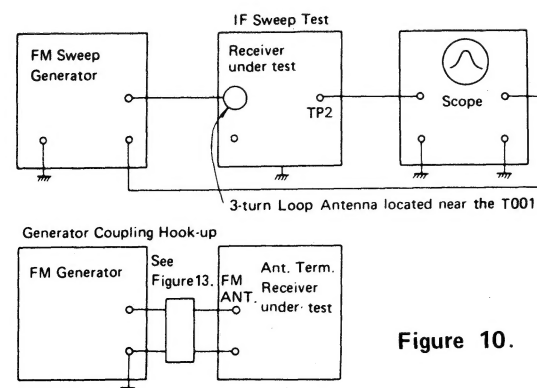 IF Sweep Test
FM Sweep
Generator
Receiver
under test
TP2
Scope
3-turn Loop Antenna located near the T001
Generator Coupling Hook-up
FM Generator
See
Figure13.
FM
ANT.
Ant. Term.
Receiver
under test
Figure 10.